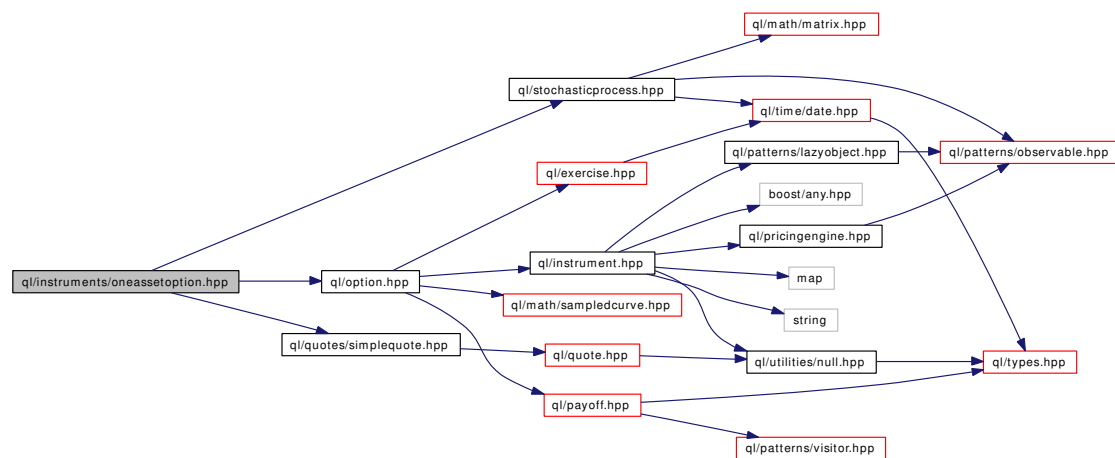 ql/math/matrix.hpp
ql/stochasticprocess.hpp
ql/time/date.hpp
ql/patterns/lazyobject.hpp
ql/patterns/observable.hpp
ql/exercise.hpp
boost/any.hpp
ql/pricingengine.hpp
ql/instrument.hpp
ql/instruments/oneassetoption.hpp
ql/option.hpp
map
ql/math/sampledcurve.hpp
string
ql/quotes/simplequote.hpp
ql/quote.hpp
ql/utilities/null.hpp
ql/types.hpp
ql/payoff.hpp
ql/patterns/visitor.hpp